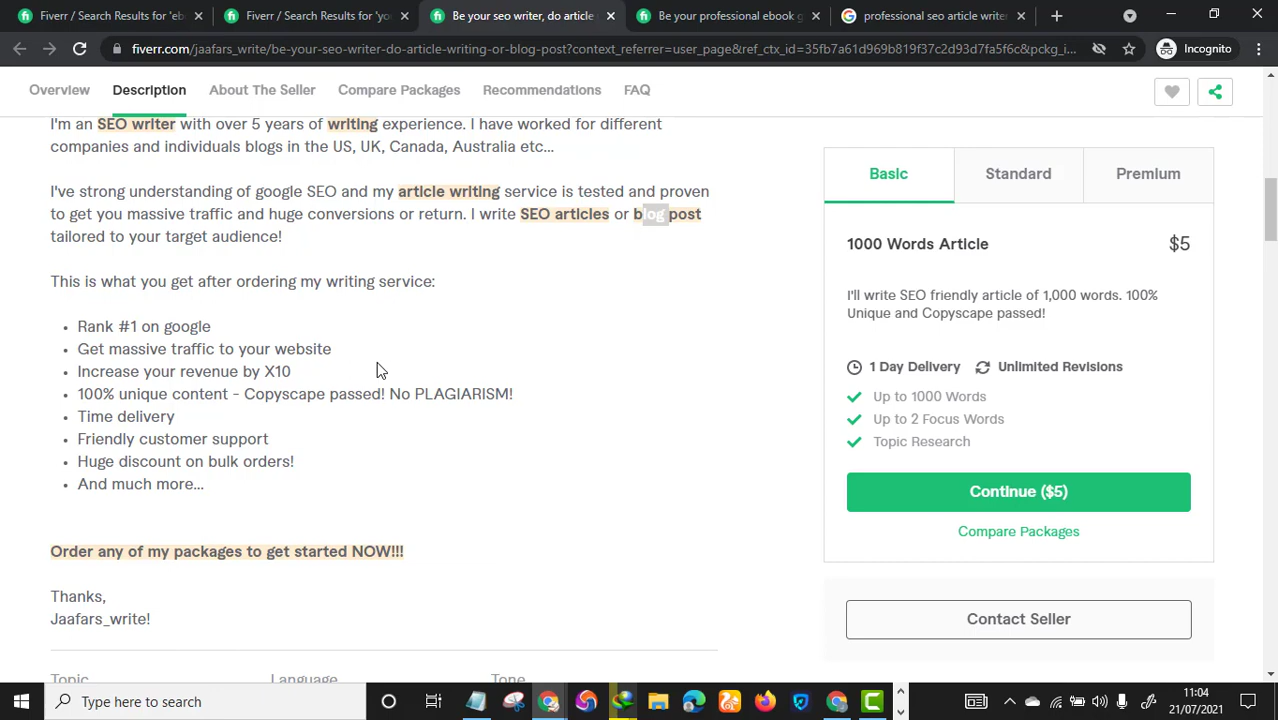 Fiverr / Search Results for 'eb
Fiverr / Search Results for 'yo
Be your seo writer, do article
Be your professional ebook g
professional seo article write
fiverr.com/jaafars_write/be-your-seo-writer-do-article-writing-or-blog-post?context_referrer=user_page&ref_ctx_id=35fb7a61d969b819f37c2d93d7fa5f6c&pckg_i...
Incognito
Overview
Description
About The Seller
Compare Packages
Recommendations
FAQ
I'm an SEO writer with over 5 years of writing experience. I have worked for different
companies and individuals blogs in the US, UK, Canada, Australia etc...
I've strong understanding of google SEO and my article writing service is tested and proven
to get you massive traffic and huge conversions or return. I write SEO articles or blog post
tailored to your target audience!
This is what you get after ordering my writing service:
• Rank #1 on google
• Get massive traffic to your website
• Increase your revenue by X10
• 100% unique content - Copyscape passed! No PLAGIARISM!
• Time delivery
• Friendly customer support
• Huge discount on bulk orders!
• And much more...
Order any of my packages to get started NOW!!!
Thanks,
Jaafars_write!
Topic
Language
Tone
Basic
Standard
Premium
1000 Words Article
$5
I'll write SEO friendly article of 1,000 words. 100%
Unique and Copyscape passed!
1 Day Delivery
Unlimited Revisions
Up to 1000 Words
Up to 2 Focus Words
Topic Research
Continue ($5)
Compare Packages
Contact Seller
Type here to search
11:04
21/07/2021